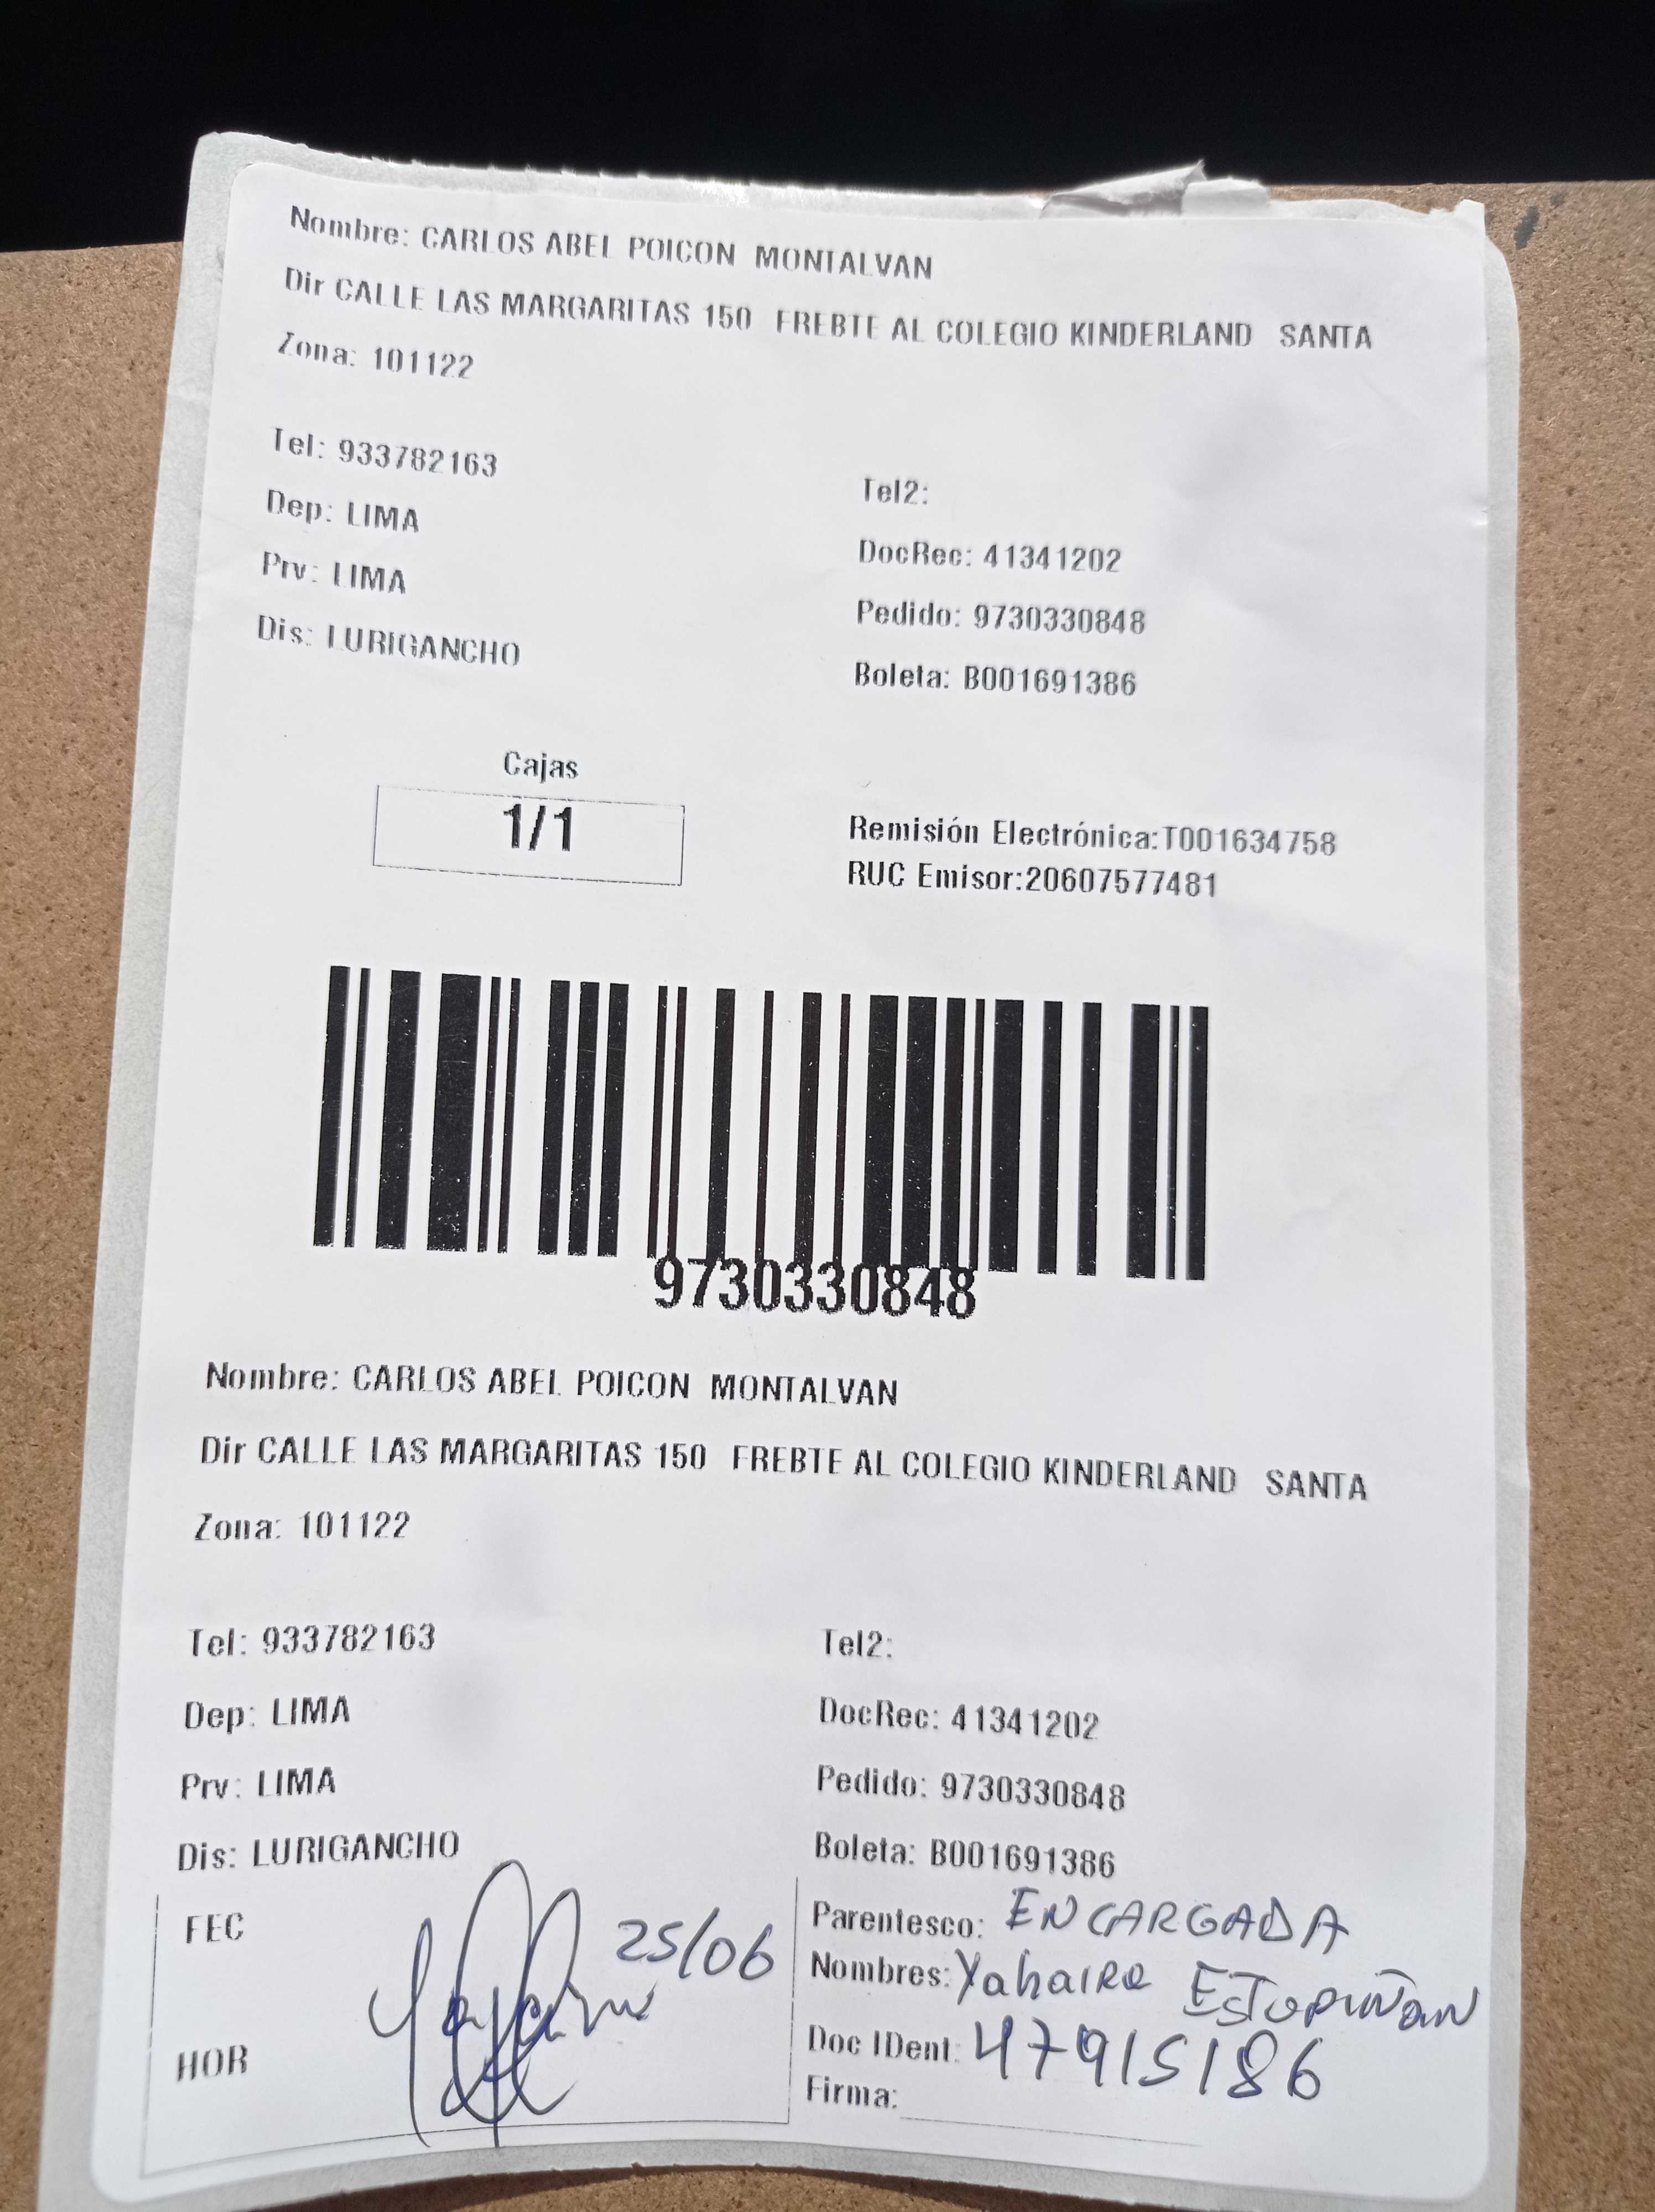 Nombre: CARLOS ABEL POICON MONTALVAN
Dir CALLE LAS MARGARITAS 150 FREBTE AL COLEGIO KINDERLAND SANTA
Zona: 101122
Tel: 933782163
Tel2:
Dep: LIMA
DocRec: 41341202
Prv: LIMA
Pedido: 9730330848
Dis: LURIGANCHO
Boleta: B001691386
Cajas
1/1
Remisión Electrónica:T001634758
RUC Emisor:20607577481
9730330848
Nombre: CARLOS ABEL POICON MONTALVAN
Dir CALLE LAS MARGARITAS 150 FREBTE AL COLEGIO KINDERLAND SANTA
Zona: 101122
Tel: 933782163
Tel2:
Dep: LIMA
DocRec: 41341202
Prv: LIMA
Pedido: 9730330848
Dis: LURIGANCHO
Boleta: B001691386
FEC 25/06
Parentesco: ENCARGADA
Nombres: Yahaira ESTUPIÑAN
HOR
Doc IDent: 47915186
Firma: